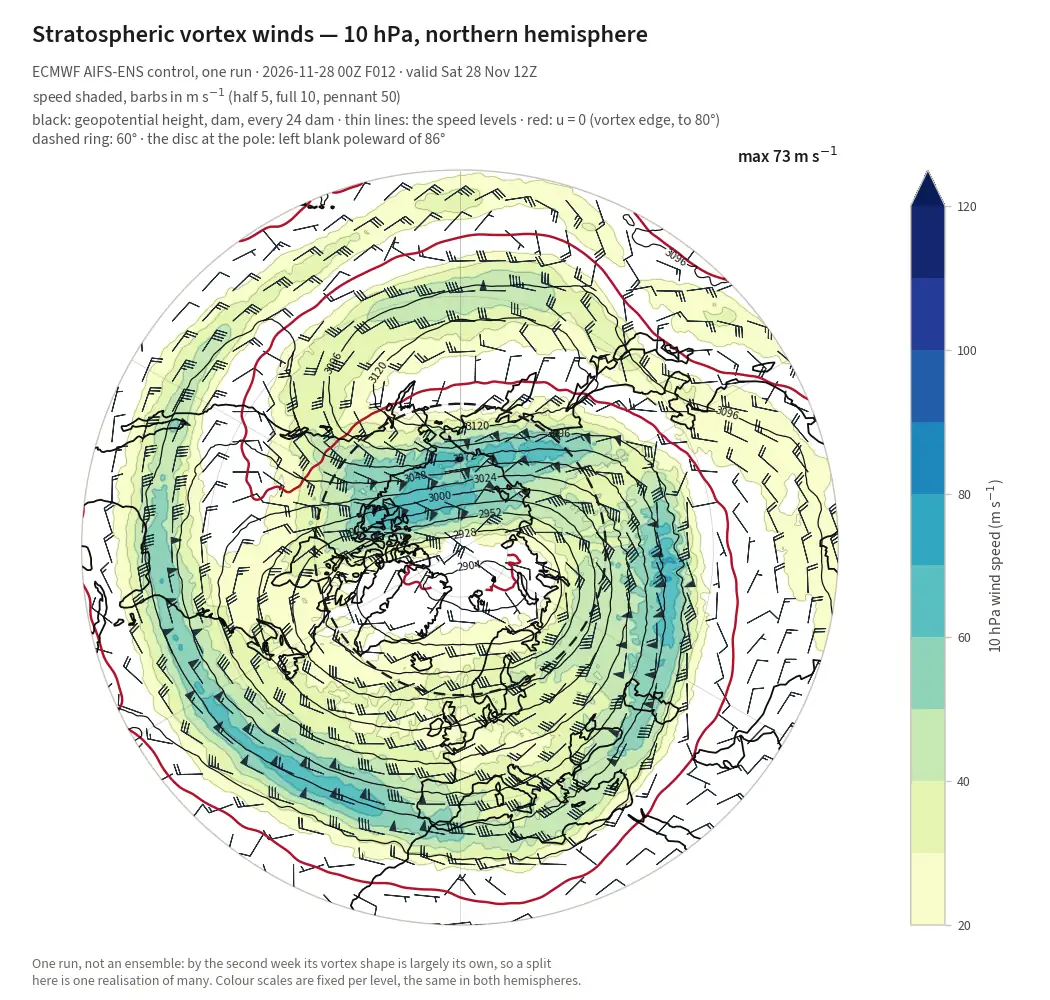 Stratospheric vortex winds — 10 hPa, northern hemisphere
ECMWF AIFS-ENS control, one run · 2026-11-28 00Z F012 · valid Sat 28 Nov 12Z
speed shaded, barbs in m s⁻¹ (half 5, full 10, pennant 50)
black: geopotential height, dam, every 24 dam · thin lines: the speed levels · red: u = 0 (vortex edge, to 80°)
dashed ring: 60° · the disc at the pole: left blank poleward of 86°
max 73 m s⁻¹
120
100
80
60
40
20
10 hPa wind speed (m s⁻¹)
3096
3096
3120
3096
3120
3048
3024
3000
2952
2928
2904
One run, not an ensemble: by the second week its vortex shape is largely its own, so a split
here is one realisation of many. Colour scales are fixed per level, the same in both hemispheres.